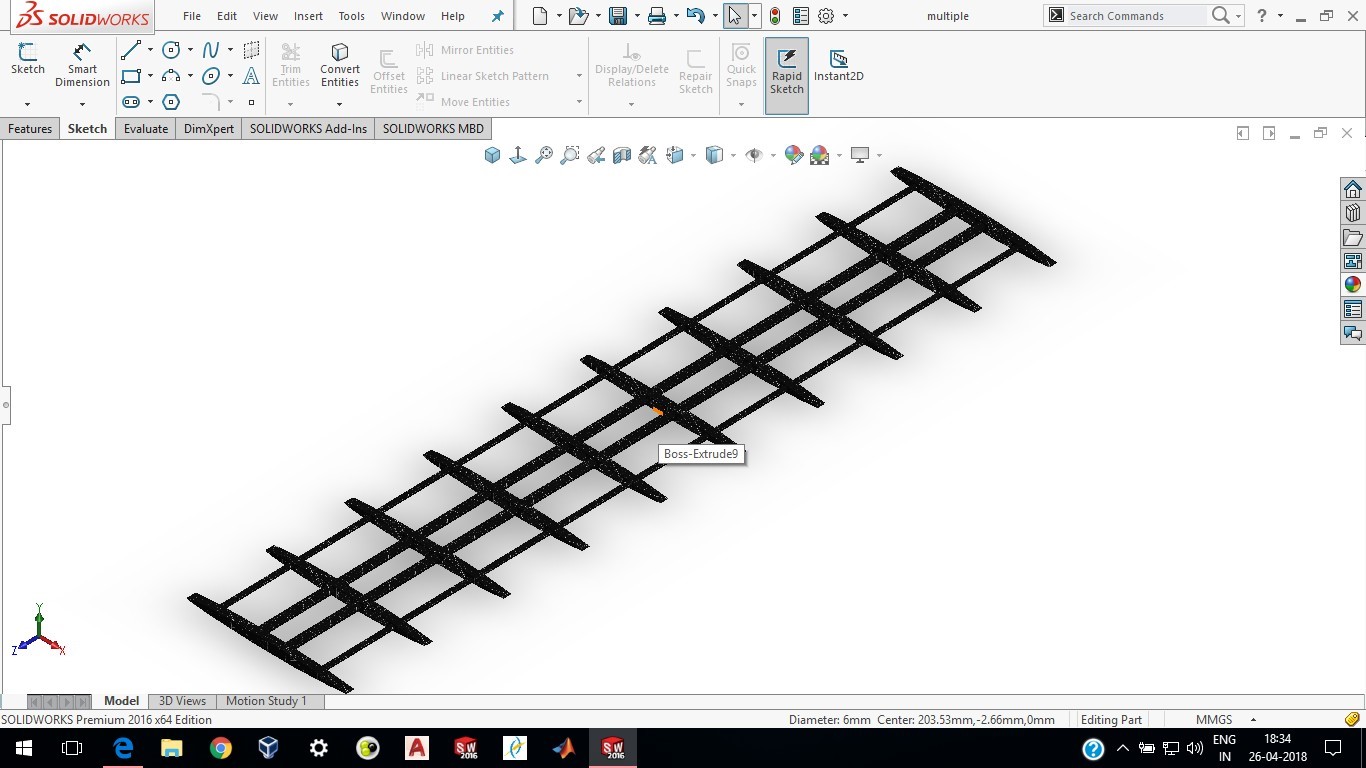 SOLIDWORKS File Edit View Insert Tools Window Help multiple Search Commands ?
Sketch Smart Dimension Trim Entities Convert Entities Offset Entities Mirror Entities Linear Sketch Pattern Move Entities Display/Delete Relations Repair Sketch Quick Snaps Rapid Sketch Instant2D
Features Sketch Evaluate DimXpert SOLIDWORKS Add-Ins SOLIDWORKS MBD
Boss-Extrude9
Y
Z X
Model 3D Views Motion Study 1
SOLIDWORKS Premium 2016 x64 Edition Diameter: 6mm Center: 203.53mm,-2.66mm,0mm Editing Part MMGS
SW 2016 SW 2016 ENG 18:34
IN 26-04-2018